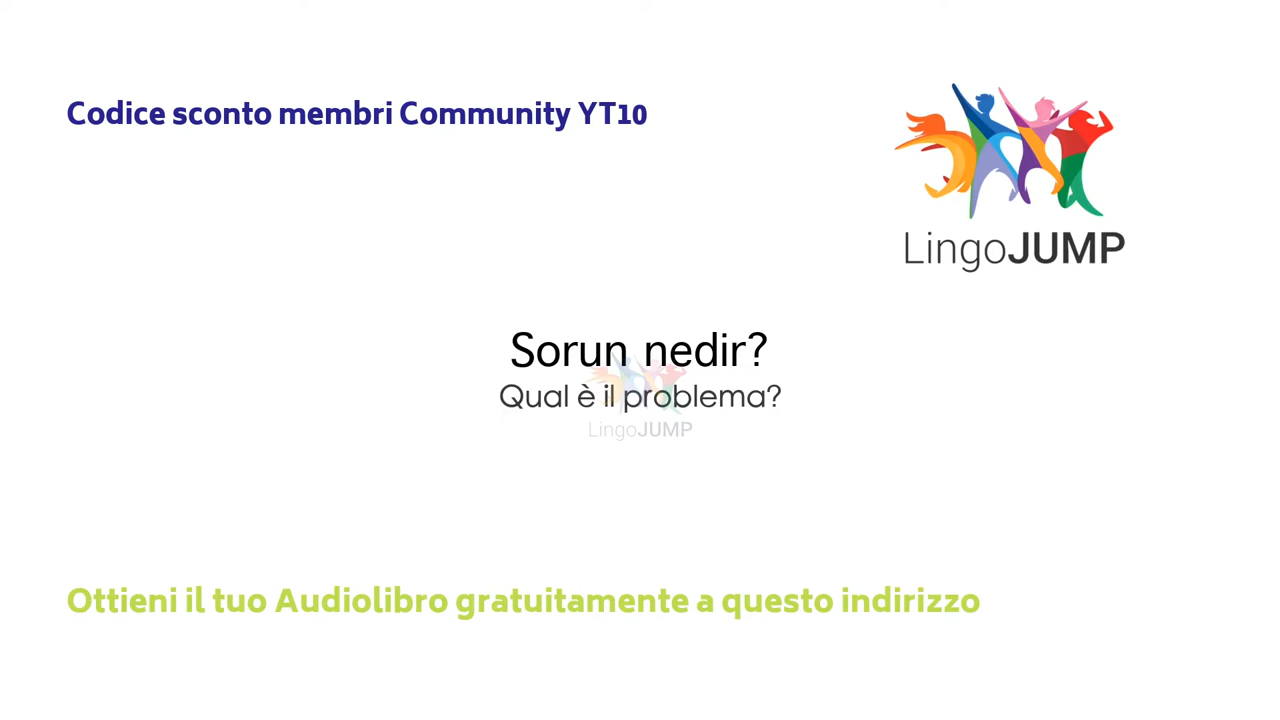 Codice sconto membri Community YT10
LingoJUMP
Sorun nedir?
Qual è il problema?
LingoJUMP
Ottieni il tuo Audiolibro gratuitamente a questo indirizzo